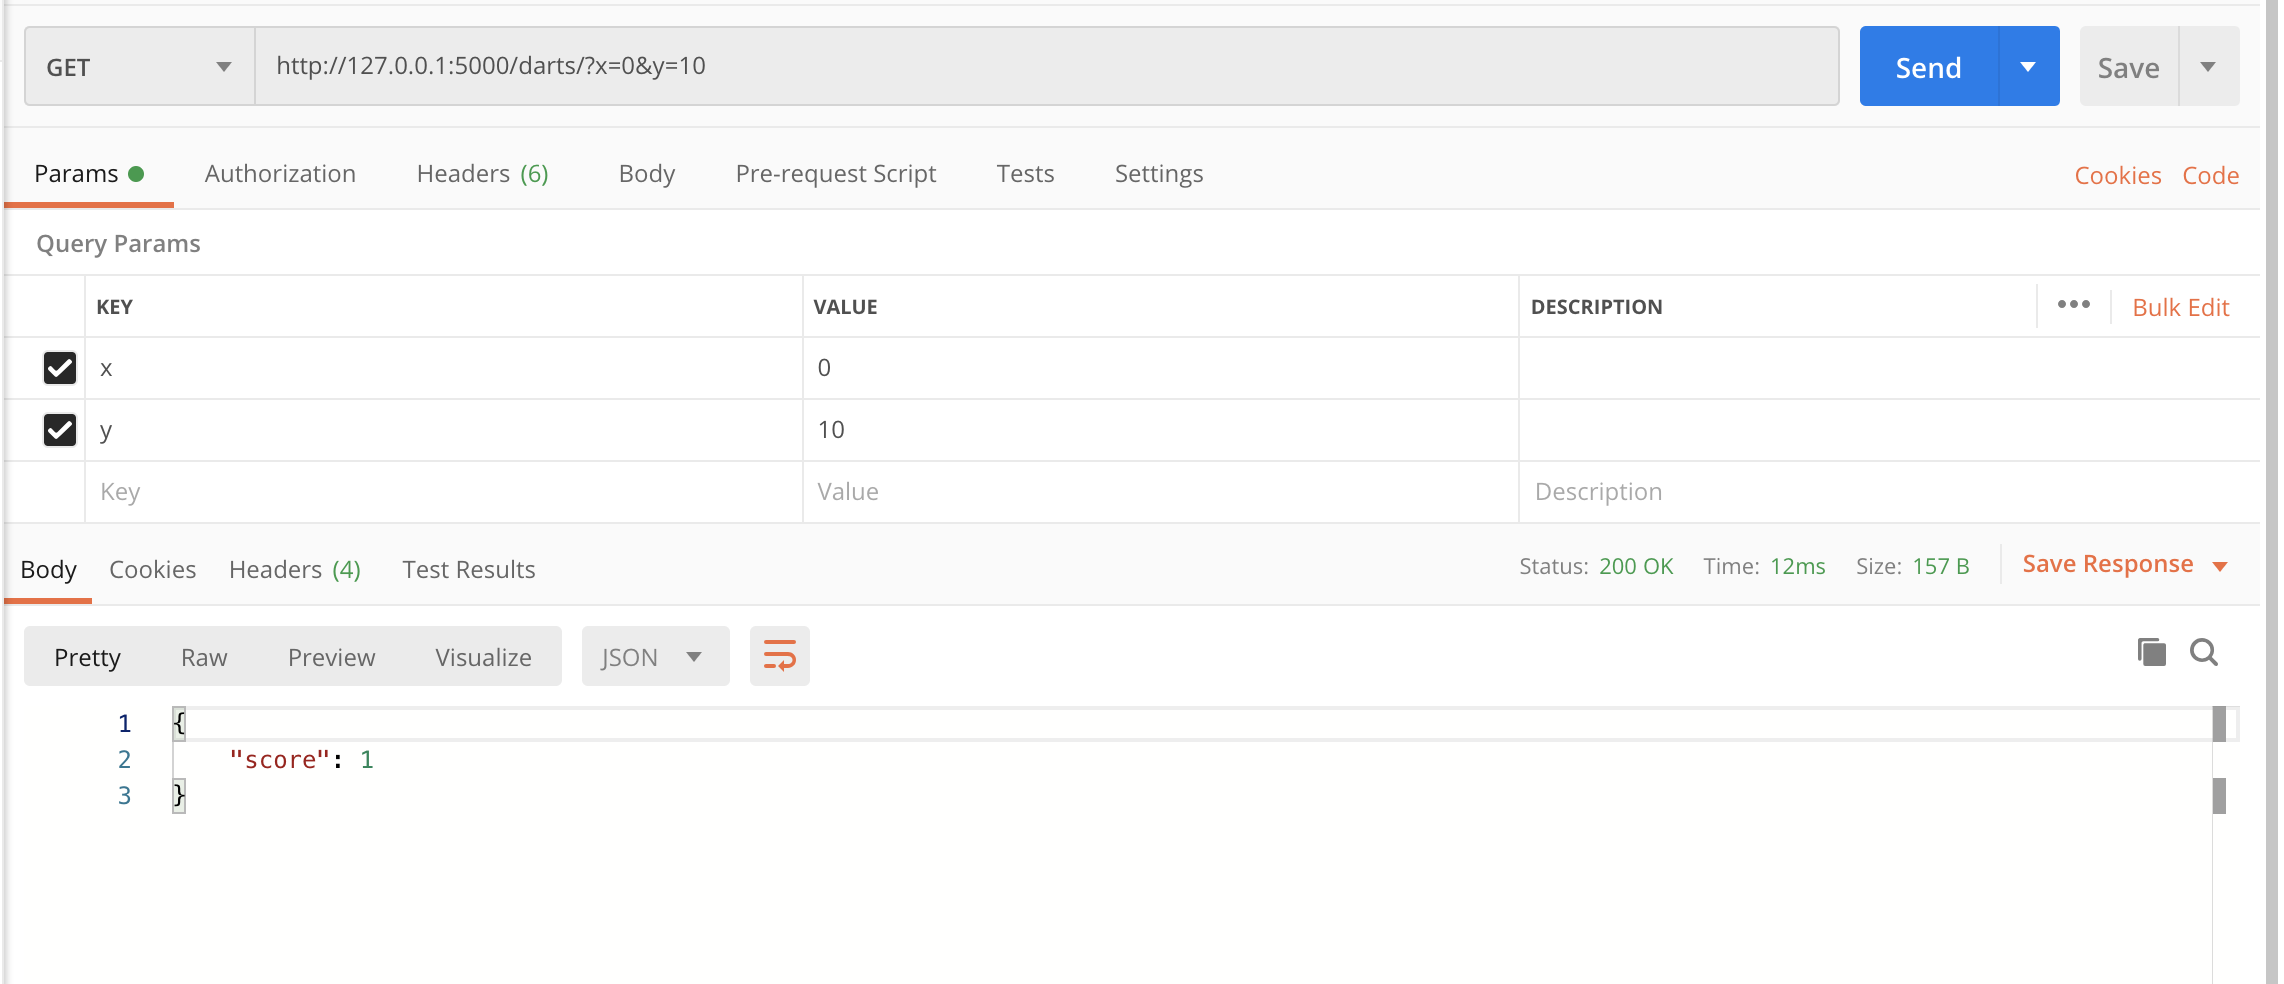 GET http://127.0.0.1:5000/darts/?x=0&y=10 Send Save
Params Authorization Headers (6) Body Pre-request Script Tests Settings Cookies Code
Query Params
KEY VALUE DESCRIPTION ••• Bulk Edit
x 0
y 10
Key Value Description
Body Cookies Headers (4) Test Results Status: 200 OK Time: 12ms Size: 157 B Save Response
Pretty Raw Preview Visualize JSON
1 {
2 "score": 1
3 }